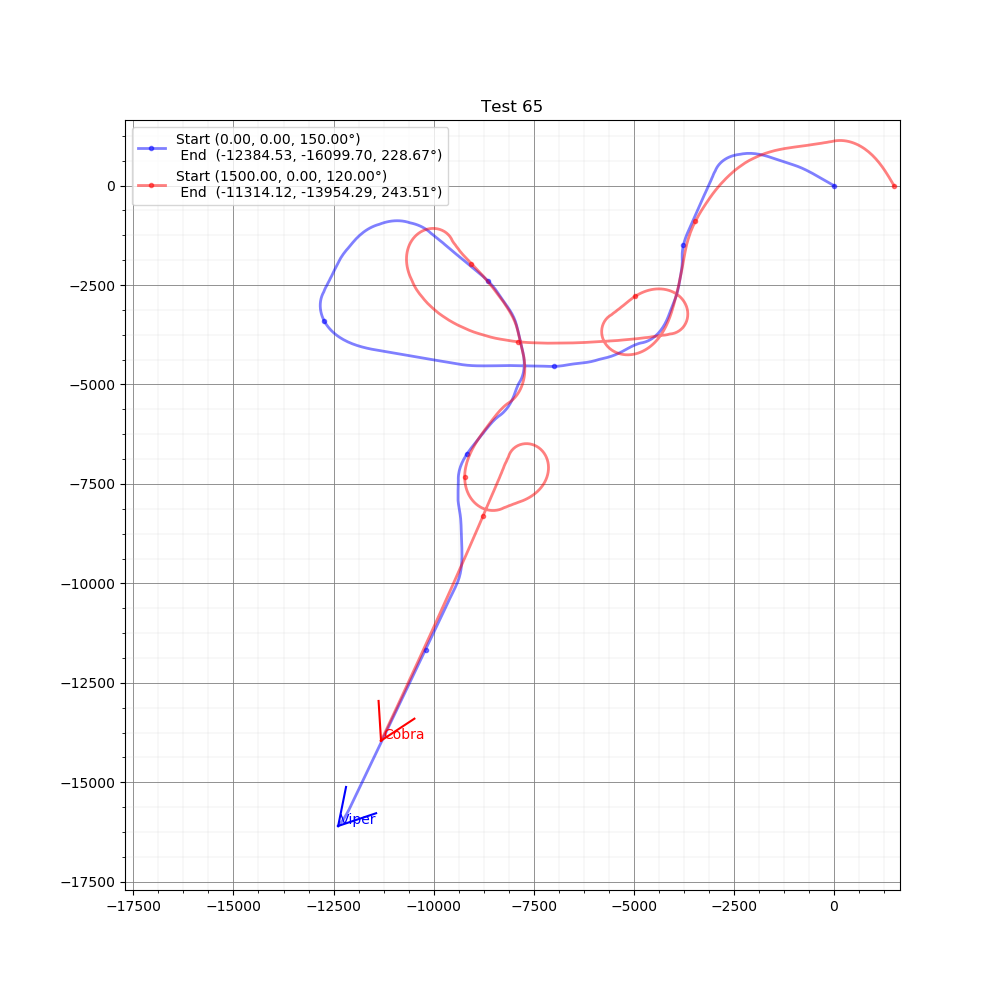 Test 65
Start (0.00, 0.00, 150.00°)
End  (-12384.53, -16099.70, 228.67°)
Start (1500.00, 0.00, 120.00°)
End  (-11314.12, -13954.29, 243.51°)
0
−2500
−5000
−7500
−10000
−12500
−15000
−17500
Cobra
Viper
−17500 −15000 −12500 −10000 −7500 −5000 −2500 0